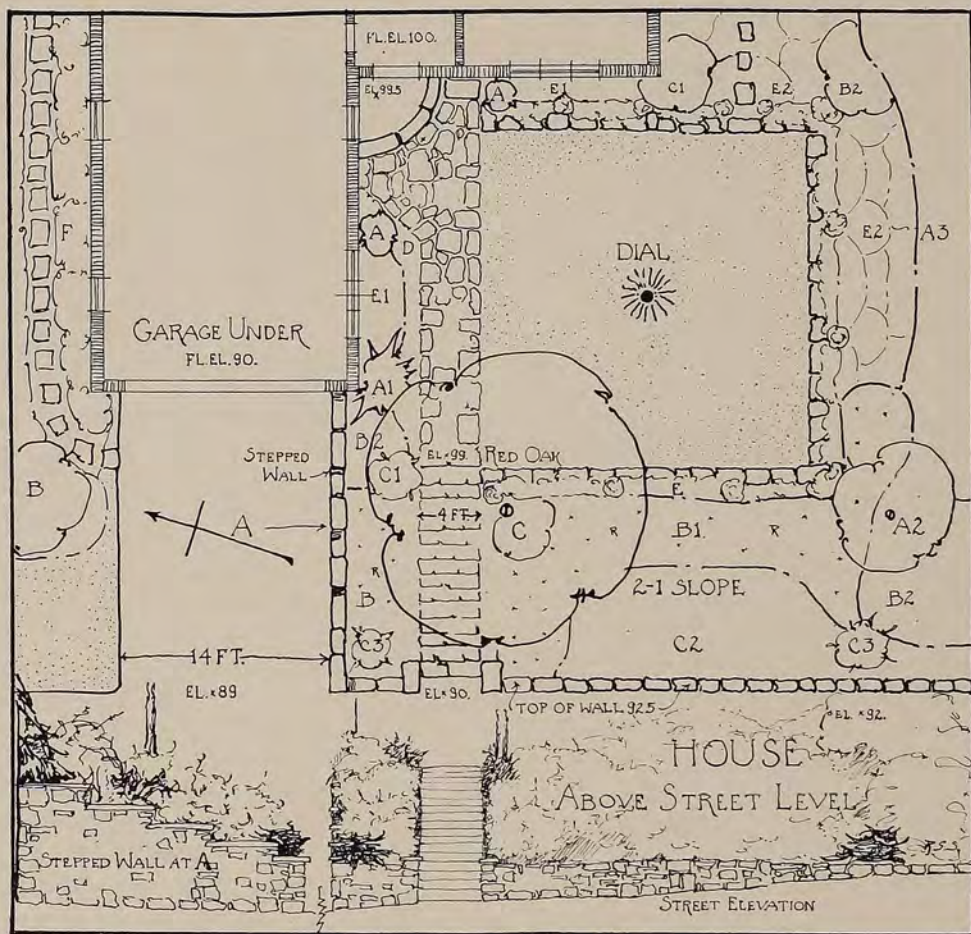 FL. EL. 100.
EL × 99.5
A
E1
C1
E2
B2
F
A
D
E1
DIAL
E2
A3
GARAGE UNDER
FL. EL. 90.
A1
B2
STEPPED
WALL
EL × 99.
RED OAK
B
C1
E
A
4 FT.
C
R
B1
R
A2
2-1 SLOPE
R
B
B2
14 FT.
C3
C2
C3
EL. × 89
EL × 90.
TOP OF WALL 92.5
EL. × 92.
HOUSE
ABOVE STREET LEVEL
STEPPED WALL AT A
STREET ELEVATION